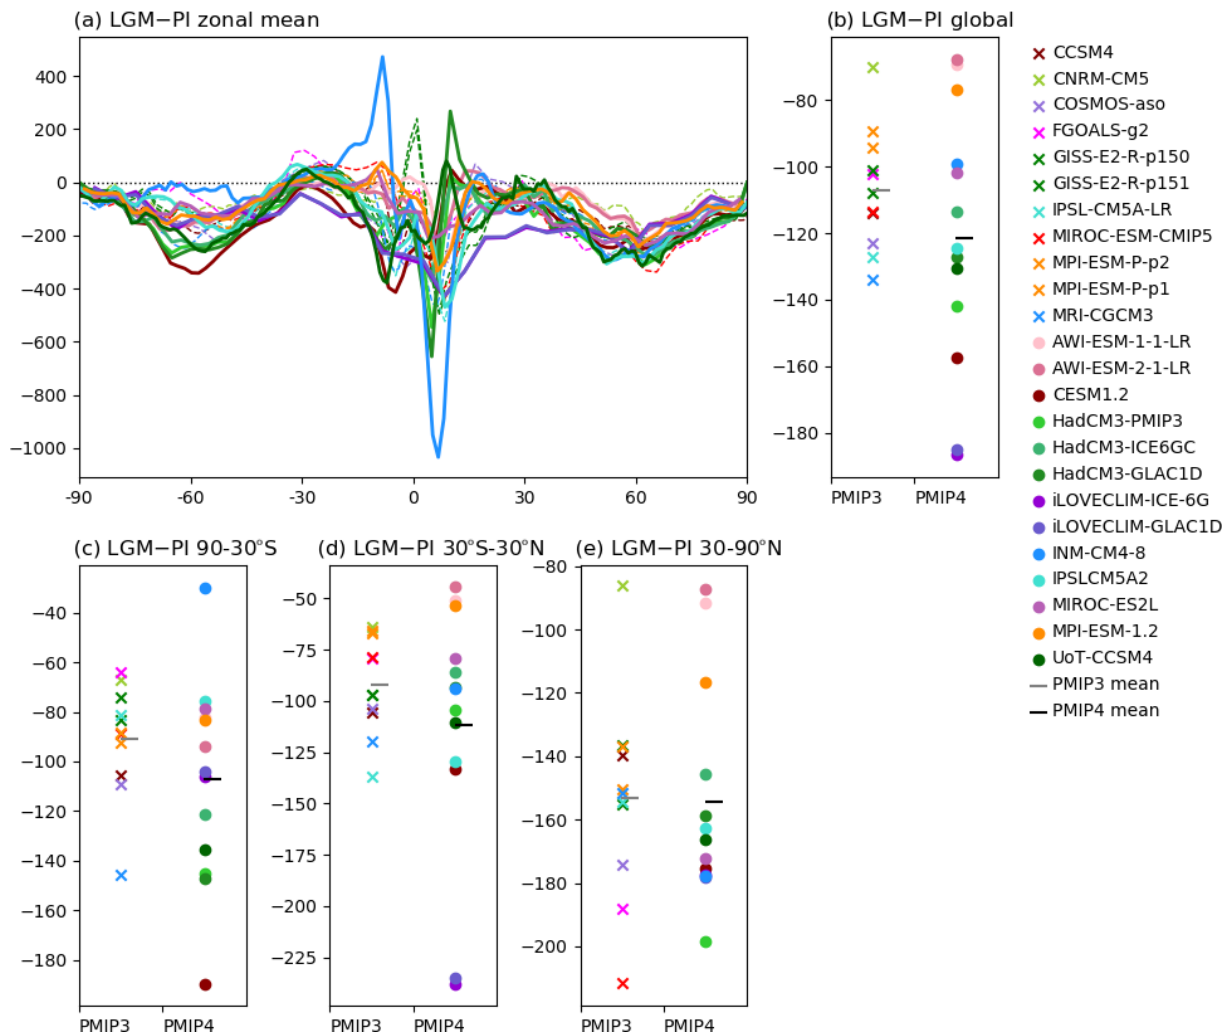 (a) LGM−PI zonal mean
400
200
0
−200
−400
−600
−800
−1000
-90
-60
-30
0
30
60
90
(b) LGM−PI global
−80
−100
−120
−140
−160
−180
PMIP3
PMIP4
CCSM4
CNRM-CM5
COSMOS-aso
FGOALS-g2
GISS-E2-R-p150
GISS-E2-R-p151
IPSL-CM5A-LR
MIROC-ESM-CMIP5
MPI-ESM-P-p2
MPI-ESM-P-p1
MRI-CGCM3
AWI-ESM-1-1-LR
AWI-ESM-2-1-LR
CESM1.2
HadCM3-PMIP3
HadCM3-ICE6GC
HadCM3-GLAC1D
iLOVECLIM-ICE-6G
iLOVECLIM-GLAC1D
INM-CM4-8
IPSLCM5A2
MIROC-ES2L
MPI-ESM-1.2
UoT-CCSM4
PMIP3 mean
PMIP4 mean
(c) LGM−PI 90-30°S
−40
−60
−80
−100
−120
−140
−160
−180
PMIP3
PMIP4
(d) LGM−PI 30°S-30°N
−50
−75
−100
−125
−150
−175
−200
−225
PMIP3
PMIP4
(e) LGM−PI 30-90°N
−80
−100
−120
−140
−160
−180
−200
PMIP3
PMIP4